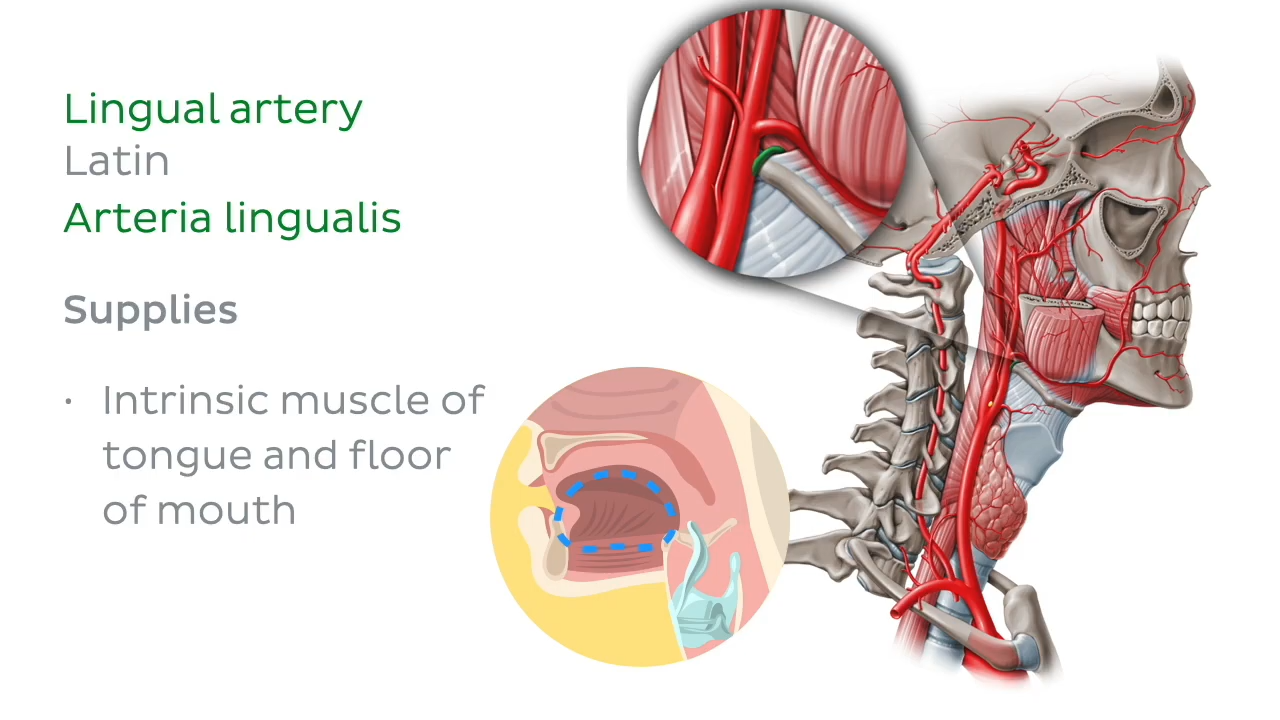 Lingual artery
Latin
Arteria lingualis
Supplies
· Intrinsic muscle of
tongue and floor
of mouth